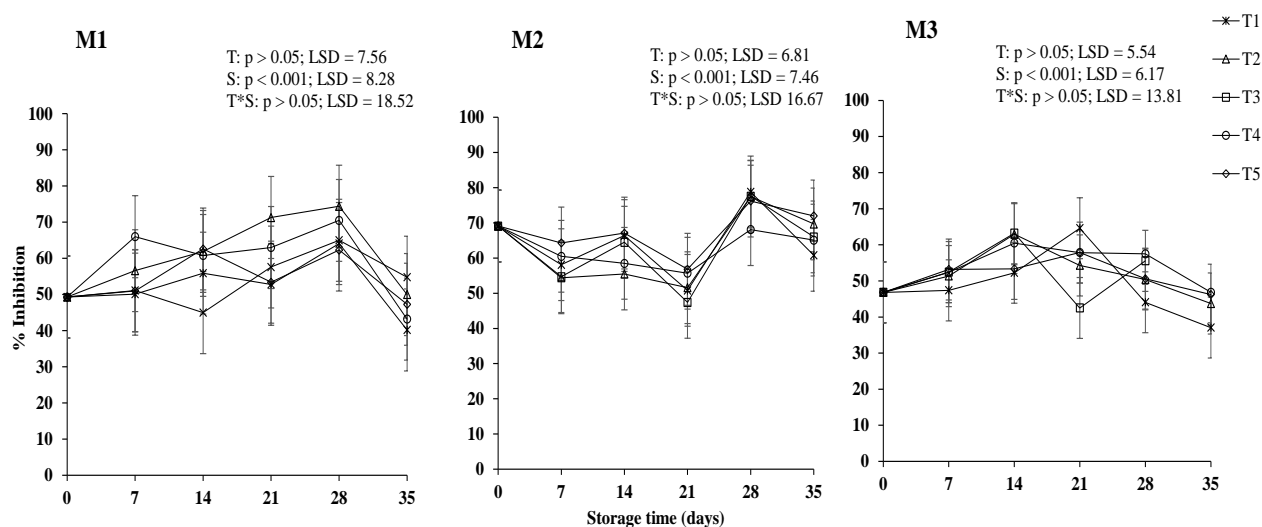 M1
T: p > 0.05; LSD = 7.56
S: p < 0.001; LSD = 8.28
T*S: p > 0.05; LSD = 18.52
M2
T: p > 0.05; LSD = 6.81
S: p < 0.001; LSD = 7.46
T*S: p > 0.05; LSD 16.67
M3
T: p > 0.05; LSD = 5.54
S: p < 0.001; LSD = 6.17
T*S: p > 0.05; LSD = 13.81
T1
T2
T3
T4
T5
% Inhibition
100
90
80
70
60
50
40
30
20
10
0
0 7 14 21 28 35
100
90
80
70
60
50
40
30
20
10
0
0 7 14 21 28 35
100
90
80
70
60
50
40
30
20
10
0
0 7 14 21 28 35
Storage time (days)